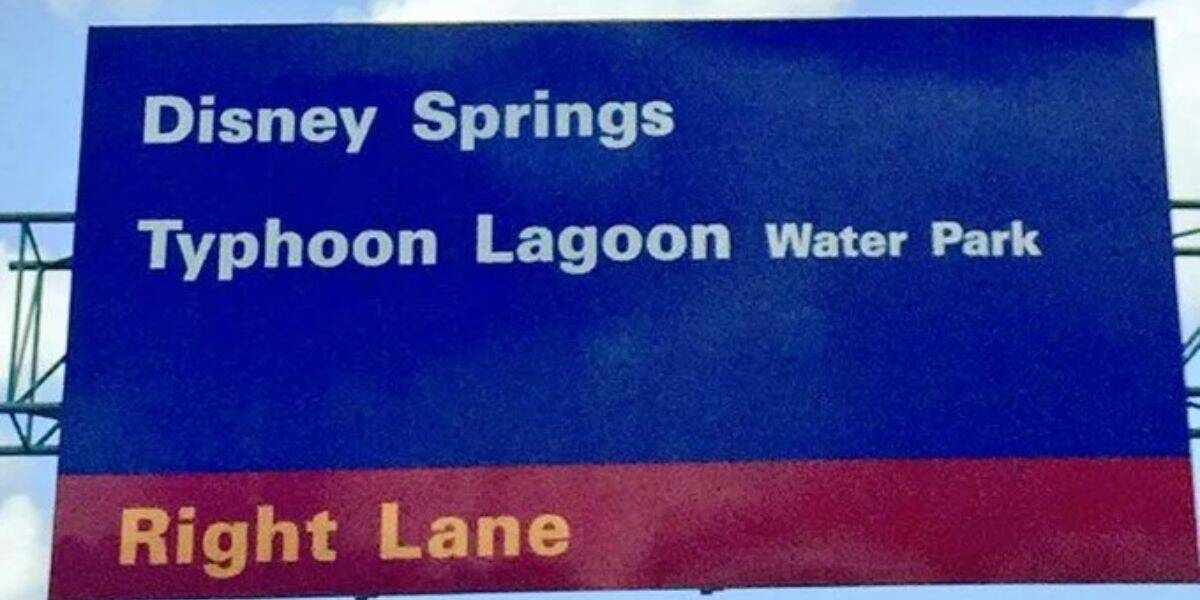 Disney Springs
Typhoon Lagoon Water Park
Right Lane